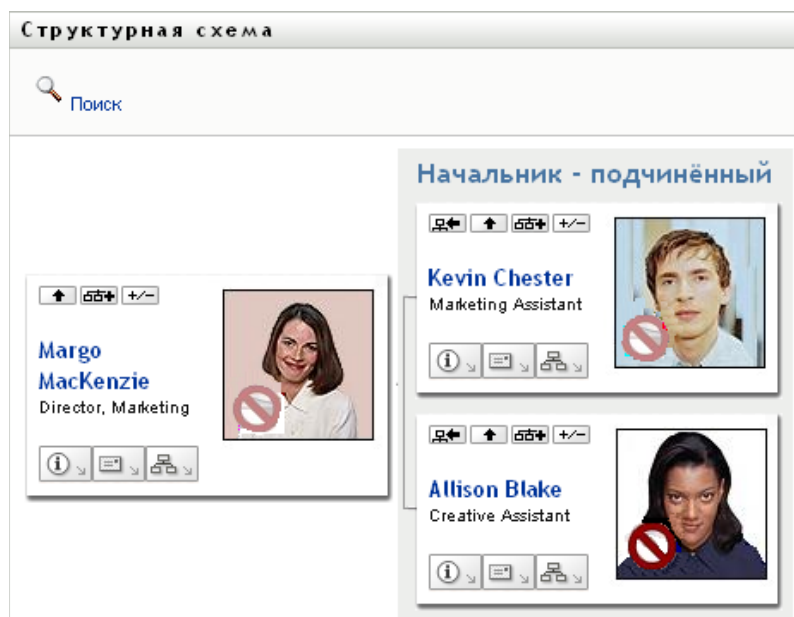 Структурная схема
Поиск
Начальник - подчинённый
Margo
MacKenzie
Director, Marketing
Kevin Chester
Marketing Assistant
Allison Blake
Creative Assistant